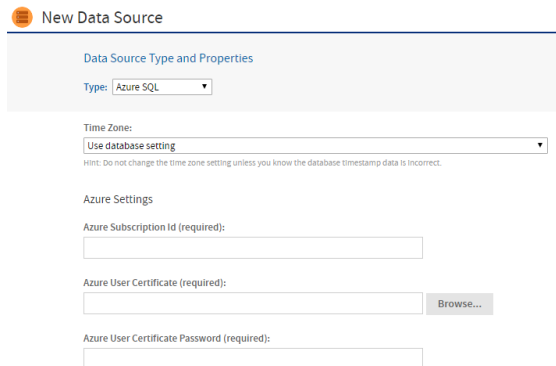 New Data Source
Data Source Type and Properties
Type: Azure SQL
Time Zone:
Use database setting
Hint: Do not change the time zone setting unless you know the database timestamp data is incorrect.
Azure Settings
Azure Subscription Id (required):
Azure User Certificate (required):
Browse...
Azure User Certificate Password (required):